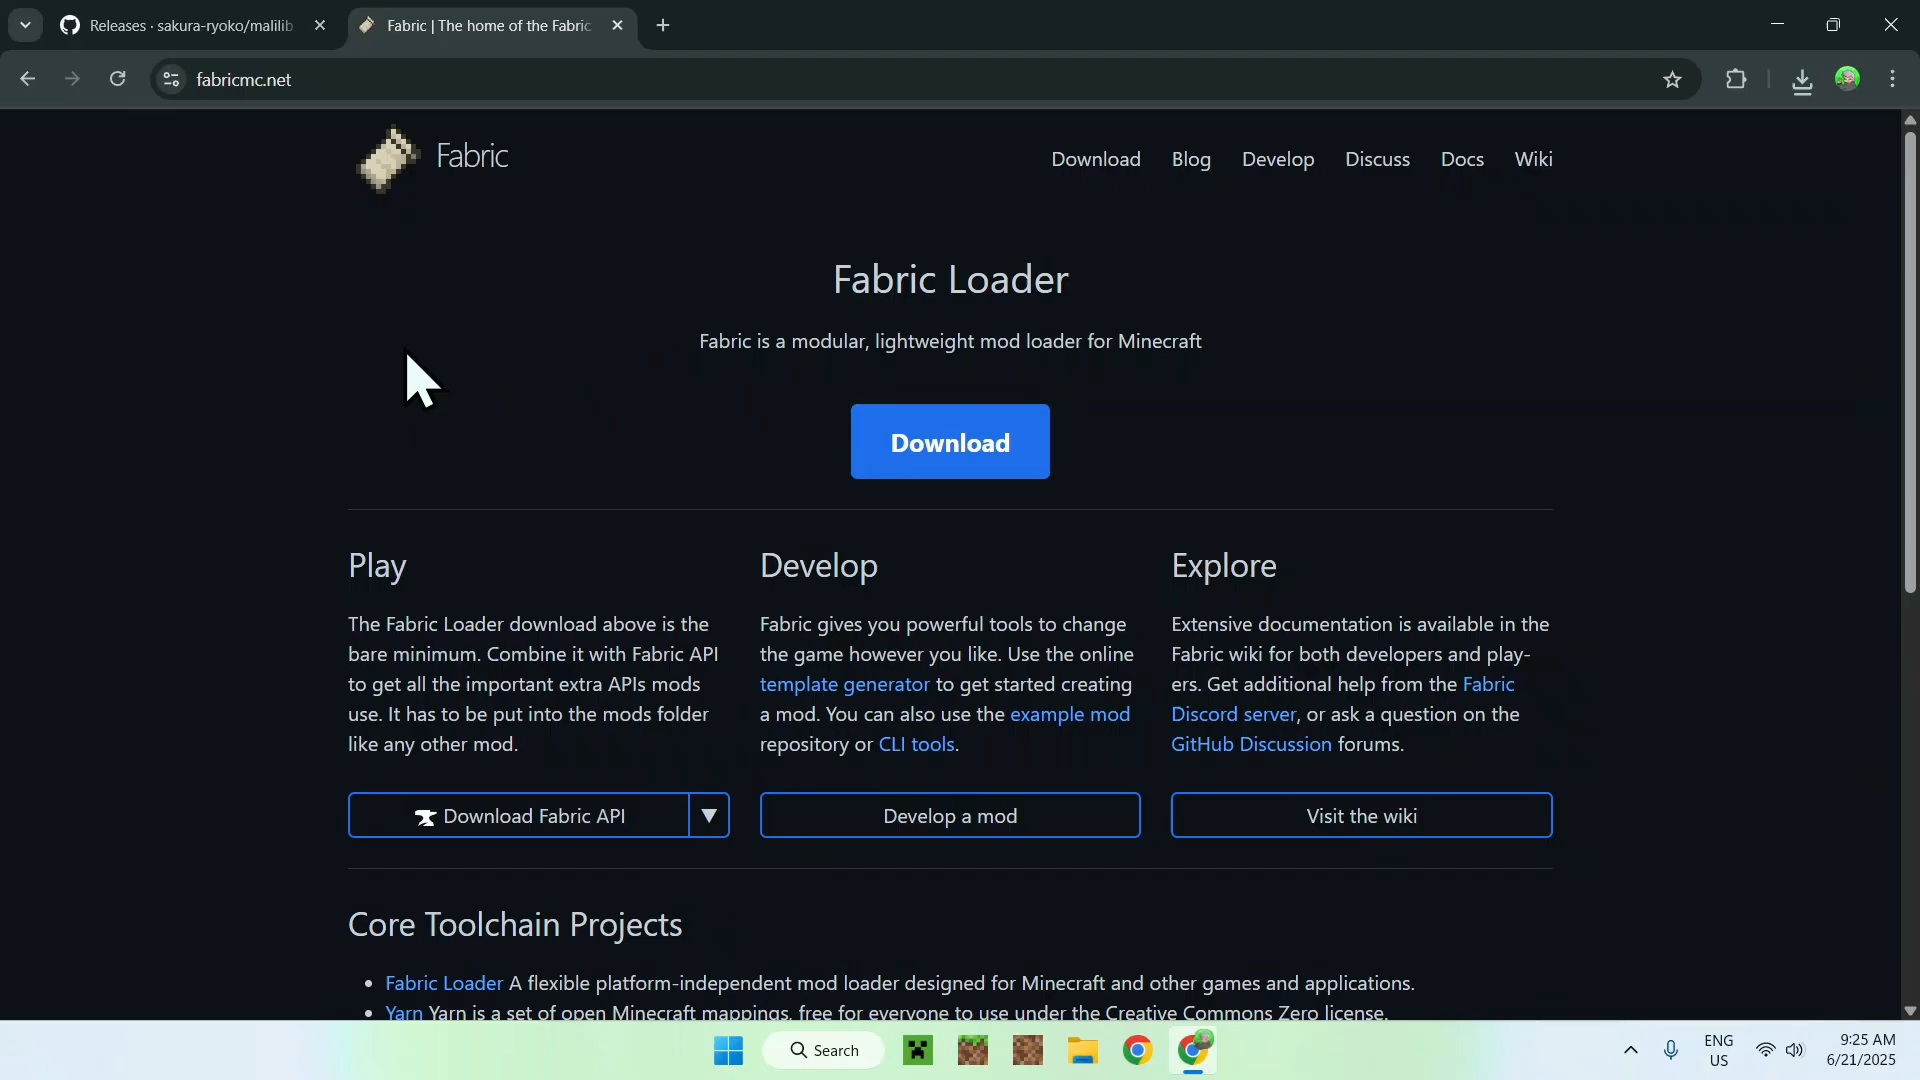 Releases · sakura-ryoko/malilib
Fabric | The home of the Fabric
fabricmc.net
Fabric
Download
Blog
Develop
Discuss
Docs
Wiki
Fabric Loader
Fabric is a modular, lightweight mod loader for Minecraft
Download
Play
The Fabric Loader download above is the
bare minimum. Combine it with Fabric API
to get all the important extra APIs mods
use. It has to be put into the mods folder
like any other mod.
Download Fabric API
Develop
Fabric gives you powerful tools to change
the game however you like. Use the online
template generator to get started creating
a mod. You can also use the example mod
repository or CLI tools.
Develop a mod
Explore
Extensive documentation is available in the
Fabric wiki for both developers and play-
ers. Get additional help from the Fabric
Discord server, or ask a question on the
GitHub Discussion forums.
Visit the wiki
Core Toolchain Projects
• Fabric Loader A flexible platform-independent mod loader designed for Minecraft and other games and applications.
• Yarn Yarn is a set of open Minecraft mappings, free for everyone to use under the Creative Commons Zero license.
Search
ENG
US
9:25 AM
6/21/2025